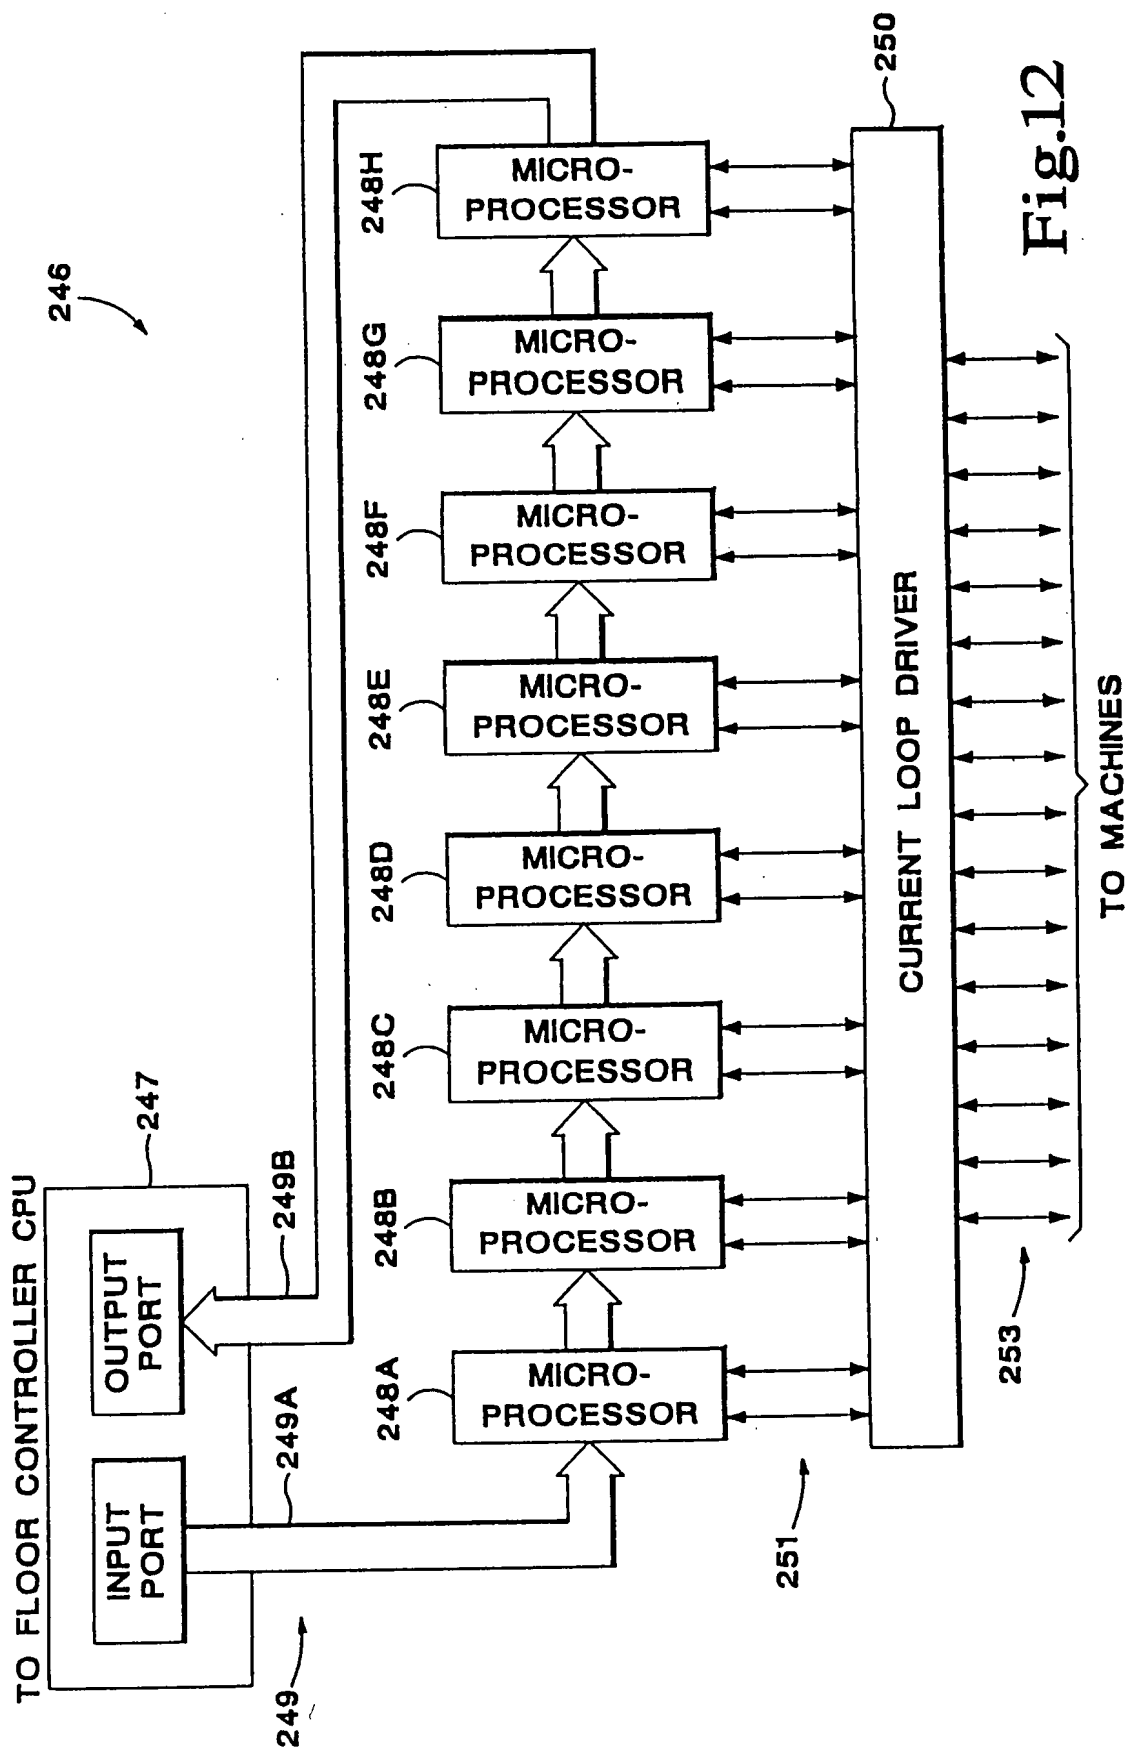 TO FLOOR CONTROLLER CPU
INPUT
PORT
OUTPUT
PORT
247
249
249A
249B
246
248A
248B
248C
248D
248E
248F
248G
248H
MICRO-
PROCESSOR
MICRO-
PROCESSOR
MICRO-
PROCESSOR
MICRO-
PROCESSOR
MICRO-
PROCESSOR
MICRO-
PROCESSOR
MICRO-
PROCESSOR
MICRO-
PROCESSOR
251
CURRENT LOOP DRIVER
250
253
TO MACHINES
Fig.12